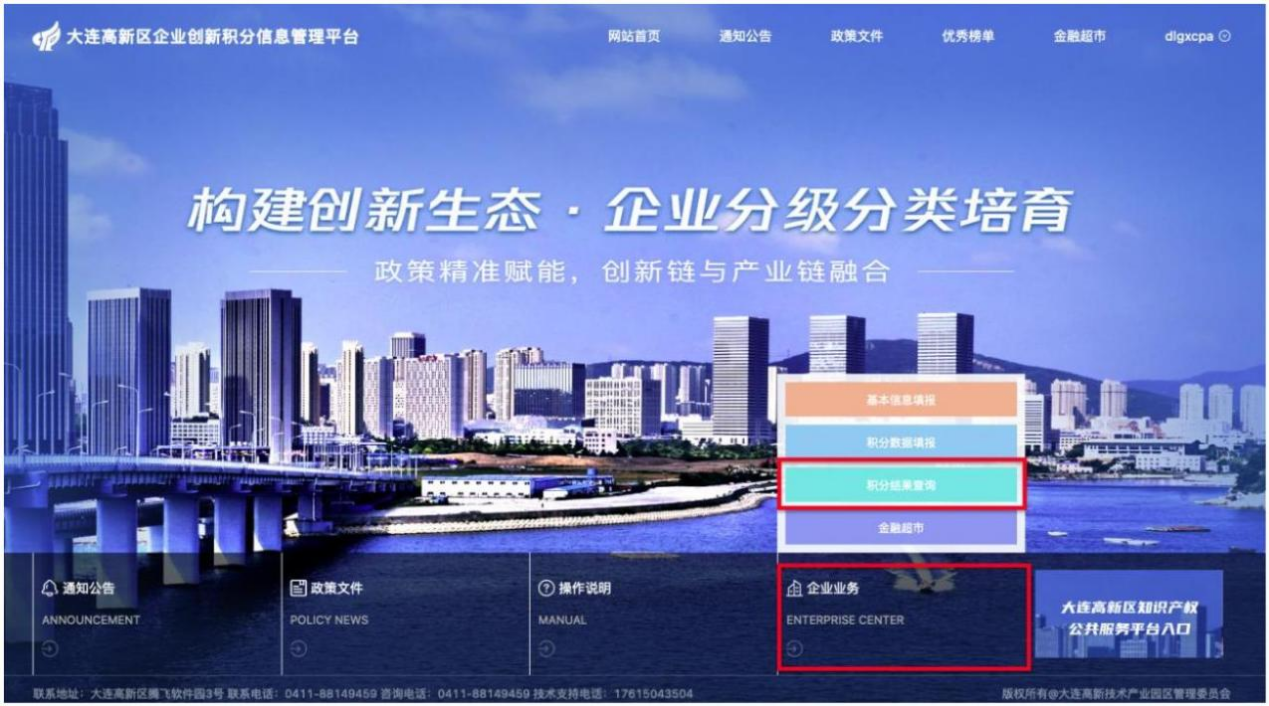 大连高新区企业创新积分信息管理平台
网站首页 通知公告 政策文件 优秀榜单 金融超市 dlgxcpa
构建创新生态 · 企业分级分类培育
政策精准赋能，创新链与产业链融合
基本信息填报
积分数据填报
积分结果查询
金融超市
通知公告
ANNOUNCEMENT
政策文件
POLICY NEWS
操作说明
MANUAL
企业业务
ENTERPRISE CENTER
大连高新区知识产权
公共服务平台入口
联系地址：大连高新区腾飞软件园3号 联系电话：0411-88149459 咨询电话：0411-88149459 技术支持电话：17615043504
版权所有@大连高新技术产业园区管理委员会